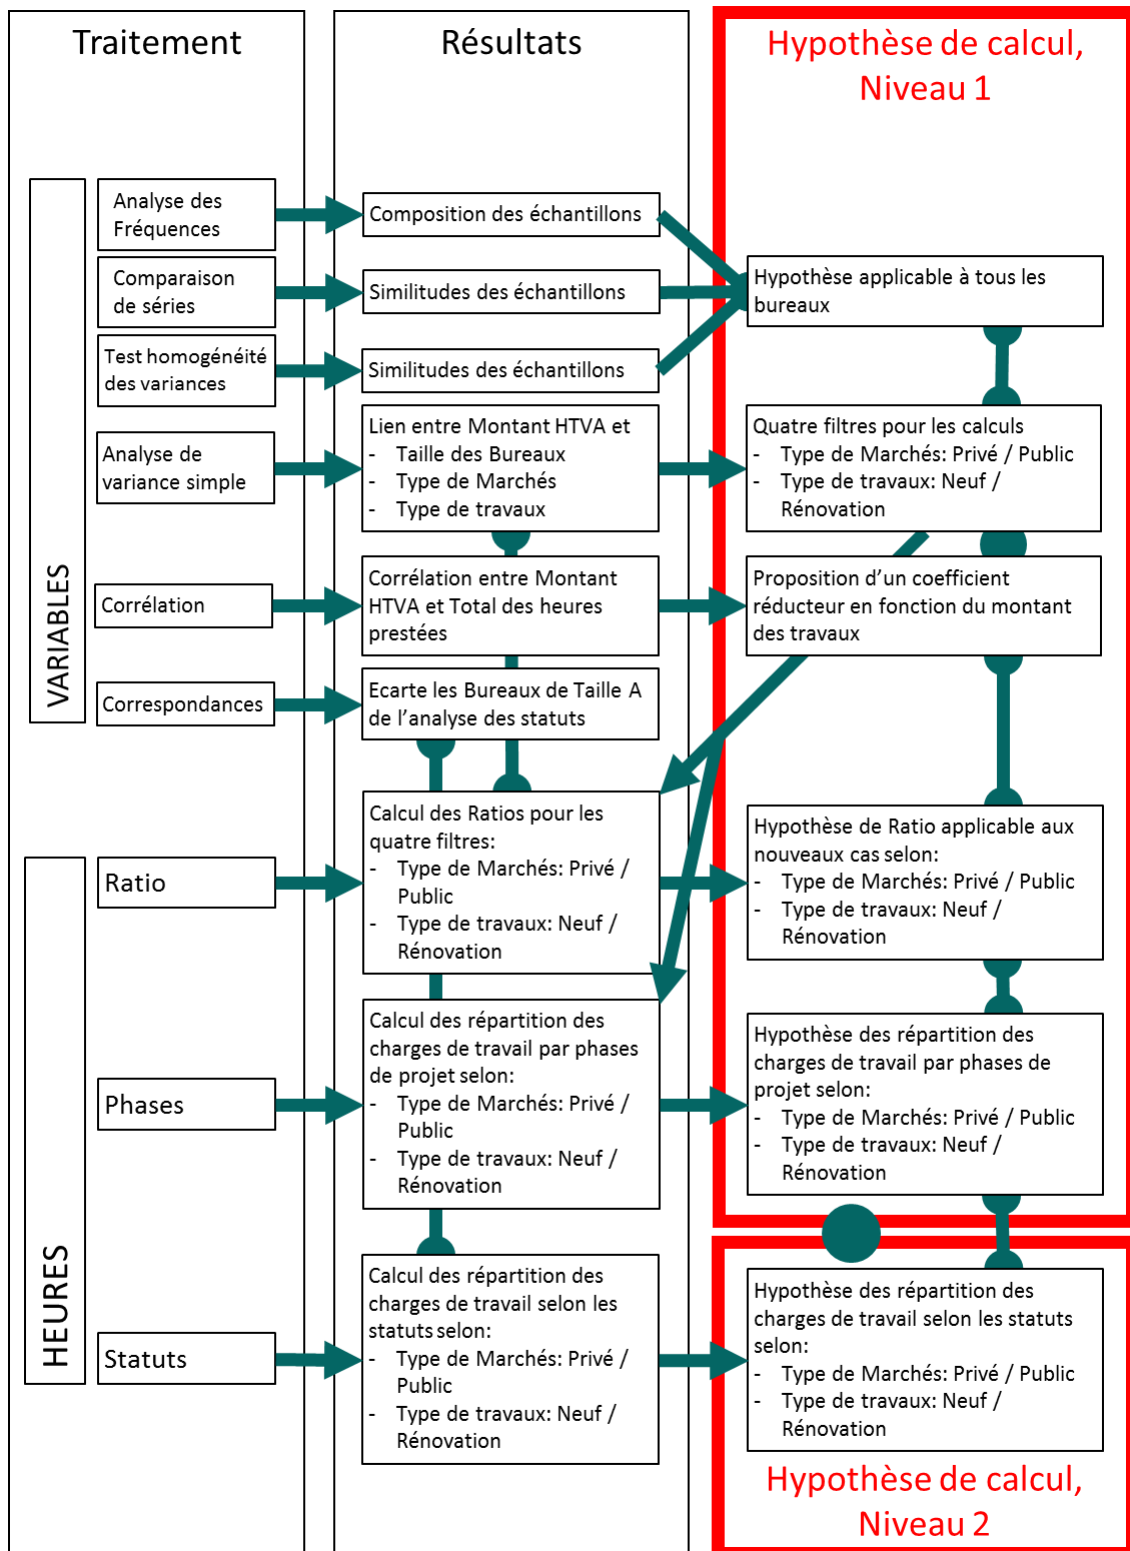 Traitement
Résultats
Hypothèse de calcul,
Niveau 1
VARIABLES
Analyse des
Fréquences
Composition des échantillons
Comparaison
de séries
Similitudes des échantillons
Hypothèse applicable à tous les
bureaux
Test homogénéité
des variances
Similitudes des échantillons
Analyse de
variance simple
Lien entre Montant HTVA et
- Taille des Bureaux
- Type de Marchés
- Type de travaux
Quatre filtres pour les calculs
- Type de Marchés: Privé / Public
- Type de travaux: Neuf /
Rénovation
Corrélation
Corrélation entre Montant
HTVA et Total des heures
prestées
Proposition d’un coefficient
réducteur en fonction du montant
des travaux
Correspondances
Ecarte les Bureaux de Taille A
de l’analyse des statuts
HEURES
Ratio
Calcul des Ratios pour les
quatre filtres:
- Type de Marchés: Privé /
Public
- Type de travaux: Neuf /
Rénovation
Hypothèse de Ratio applicable aux
nouveaux cas selon:
- Type de Marchés: Privé / Public
- Type de travaux: Neuf /
Rénovation
Phases
Calcul des répartition des
charges de travail par phases
de projet selon:
- Type de Marchés: Privé /
Public
- Type de travaux: Neuf /
Rénovation
Hypothèse des répartition des
charges de travail par phases de
projet selon:
- Type de Marchés: Privé / Public
- Type de travaux: Neuf /
Rénovation
Statuts
Calcul des répartition des
charges de travail selon les
statuts selon:
- Type de Marchés: Privé /
Public
- Type de travaux: Neuf /
Rénovation
Hypothèse des répartition des
charges de travail selon les statuts
selon:
- Type de Marchés: Privé / Public
- Type de travaux: Neuf /
Rénovation
Hypothèse de calcul,
Niveau 2